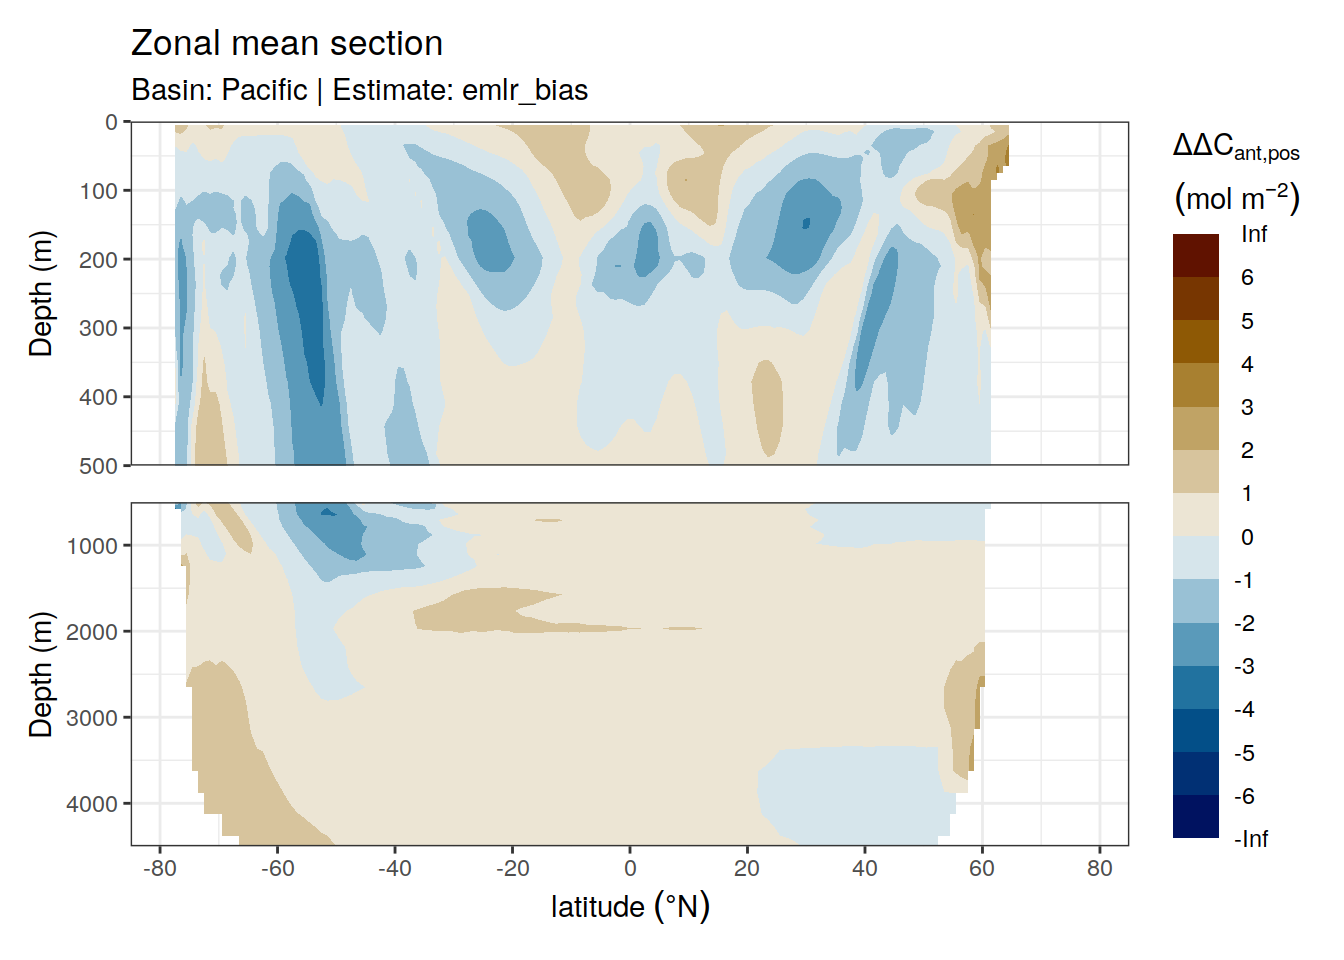 Zonal mean section
Basin: Pacific | Estimate: emlr_bias
0
100
200
300
400
500
Depth (m)
1000
2000
3000
4000
Depth (m)
-80 -60 -40 -20 0 20 40 60 80
latitude (°N)
ΔΔCant,pos
(mol m−2)
Inf
6
5
4
3
2
1
0
-1
-2
-3
-4
-5
-6
-Inf